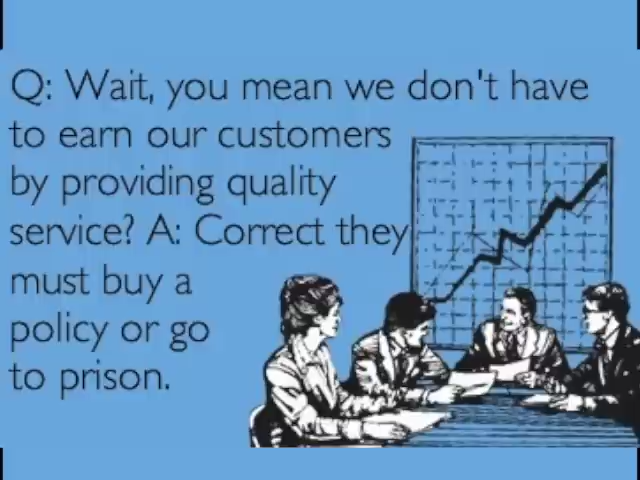 Q: Wait, you mean we don't have
to earn our customers
by providing quality
service? A: Correct they
must buy a
policy or go
to prison.